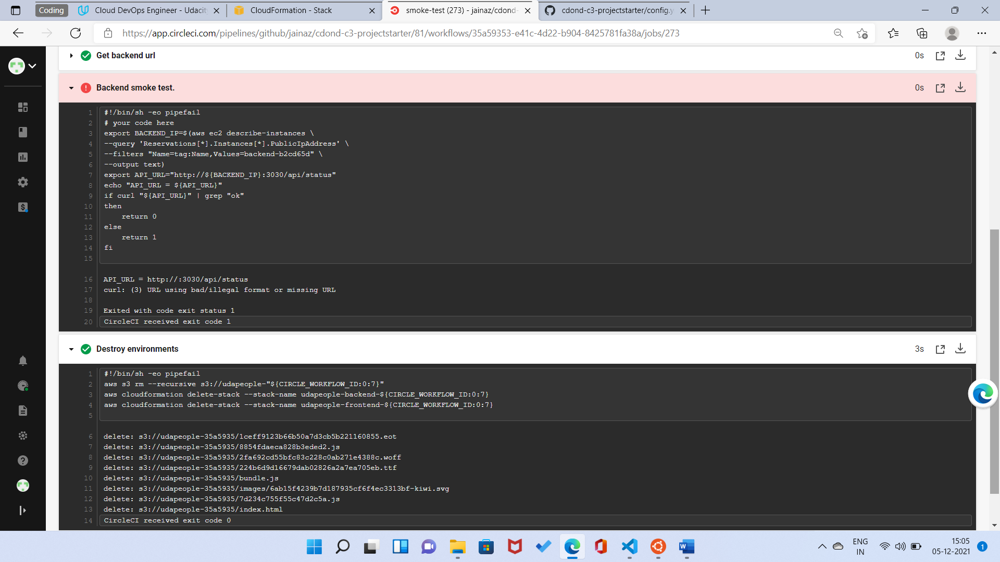 Coding
Cloud DevOps Engineer - Udacit
CloudFormation - Stack
smoke-test (273) - jainaz/cdond-
cdond-c3-projectstarter/config.y
https://app.circleci.com/pipelines/github/jainaz/cdond-c3-projectstarter/81/workflows/35a59353-e41c-4d22-b904-8425781fa38a/jobs/273
Get backend url
0s
Backend smoke test.
0s
1 #!/bin/sh -eo pipefail
2 # your code here
3 export BACKEND_IP=$(aws ec2 describe-instances \
4 --query 'Reservations[*].Instances[*].PublicIpAddress' \
5 --filters "Name=tag:Name,Values=backend-b2cd65d" \
6 --output text)
7 export API_URL="http://${BACKEND_IP}:3030/api/status"
8 echo "API_URL = ${API_URL}"
9 if curl "${API_URL}" | grep "ok"
10 then
11     return 0
12 else
13     return 1
14 fi
15
16 API_URL = http://:3030/api/status
17 curl: (3) URL using bad/illegal format or missing URL
18
19 Exited with code exit status 1
20 CircleCI received exit code 1
Destroy environments
3s
1 #!/bin/sh -eo pipefail
2 aws s3 rm --recursive s3://udapeople-"${CIRCLE_WORKFLOW_ID:0:7}"
3 aws cloudformation delete-stack --stack-name udapeople-backend-${CIRCLE_WORKFLOW_ID:0:7}
4 aws cloudformation delete-stack --stack-name udapeople-frontend-${CIRCLE_WORKFLOW_ID:0:7}
5
6 delete: s3://udapeople-35a5935/1ceff9123b66b50a7d3cb5b221160855.eot
7 delete: s3://udapeople-35a5935/8854fdaeca828b3eded2.js
8 delete: s3://udapeople-35a5935/2fa692cd55bfc83c228c0ab271e4388c.woff
9 delete: s3://udapeople-35a5935/224b6d9d16679dab02826a2a7ea705eb.ttf
10 delete: s3://udapeople-35a5935/bundle.js
11 delete: s3://udapeople-35a5935/images/6ab15f4239b7d187935cf6f4ec3313bf-kiwi.svg
12 delete: s3://udapeople-35a5935/7d234c755f55c47d2c5a.js
13 delete: s3://udapeople-35a5935/index.html
14 CircleCI received exit code 0
ENG
IN
15:05
05-12-2021
1